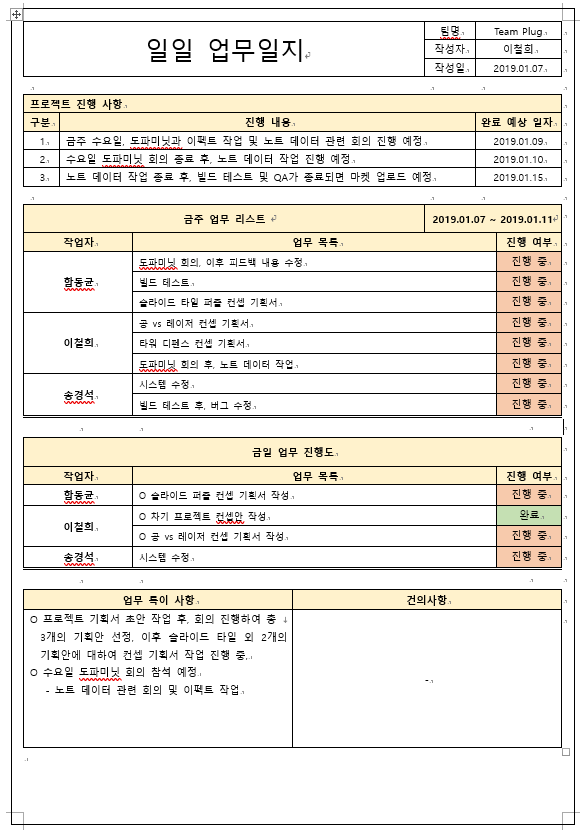 일일 업무일지
팀명 Team Plug
작성자 이철희
작성일 2019.01.07
프로젝트 진행 사항
구분 진행 내용 완료 예상 일자
1 금주 수요일, 도파미닛과 이펙트 작업 및 노트 데이터 관련 회의 진행 예정 2019.01.09
2 수요일 도파미닛 회의 종료 후, 노트 데이터 작업 진행 예정 2019.01.10
3 노트 데이터 작업 종료 후, 빌드 테스트 및 QA가 종료되면 마켓 업로드 예정 2019.01.15
금주 업무 리스트 2019.01.07 ~ 2019.01.11
작업자 업무 목록 진행 여부
함동균 도파미닛 회의, 이후 피드백 내용 수정 진행 중
빌드 테스트 진행 중
슬라이드 타일 퍼즐 컨셉 기획서 진행 중
이철희 공 vs 레이저 컨셉 기획서 진행 중
타워 디펜스 컨셉 기획서 진행 중
도파미닛 회의 후, 노트 데이터 작업 진행 중
송경석 시스템 수정 진행 중
빌드 테스트 후, 버그 수정 진행 중
금일 업무 진행도
작업자 업무 목록 진행 여부
함동균 O 슬라이드 퍼즐 컨셉 기획서 작성 진행 중
이철희 O 차기 프로젝트 컨셉안 작성 완료
O 공 vs 레이저 컨셉 기획서 작성 진행 중
송경석 시스템 수정 진행 중
업무 특이 사항 건의사항
O 프로젝트 기획서 초안 작업 후, 회의 진행하여 총
3개의 기획안 선정. 이후 슬라이드 타일 외 2개의
기획안에 대하여 컨셉 기획서 작업 진행 중.
O 수요일 도파미닛 회의 참석 예정
- 노트 데이터 관련 회의 및 이펙트 작업
-